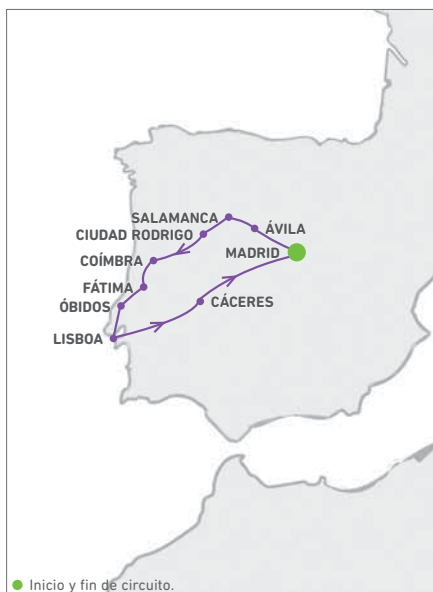 SALAMANCA
ÁVILA
CIUDAD RODRIGO
MADRID
COÍMBRA
FÁTIMA
CÁCERES
ÓBIDOS
LISBOA
Inicio y fin de circuito.